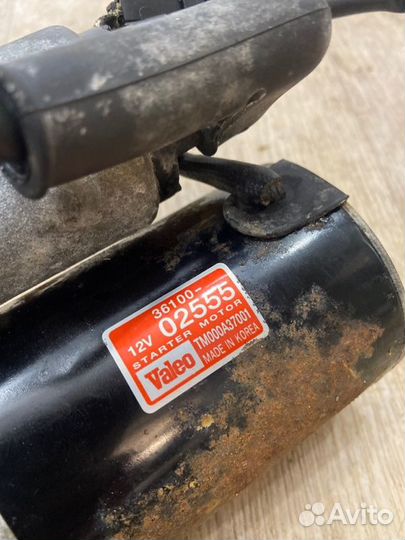 36100-
12V 02555
STARTER MOTOR
Valeo TM000A37001
MADE IN KOREA
Avito